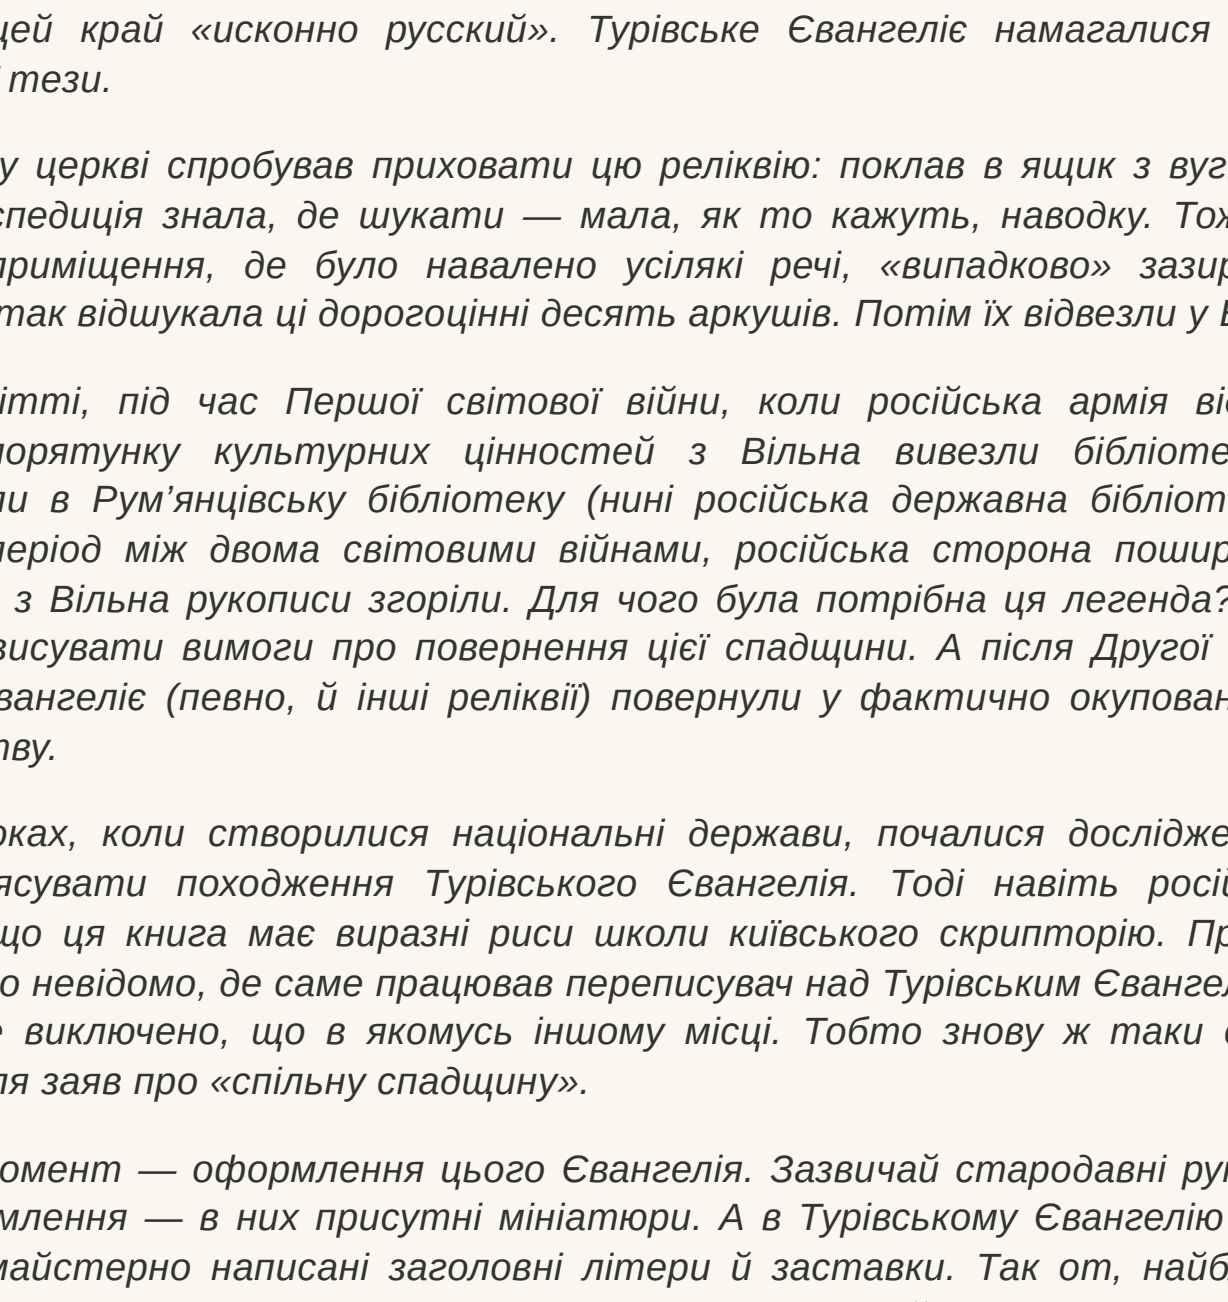 цей край «исконно русский». Турівське Євангеліє намагалися
тези.
у церкві спробував приховати цю реліквію: поклав в ящик з вуг
спедиція знала, де шукати — мала, як то кажуть, наводку. Тож
приміщення, де було навалено усілякі речі, «випадково» зазир
так відшукала ці дорогоцінні десять аркушів. Потім їх відвезли у
ітті, під час Першої світової війни, коли російська армія від
порятунку культурних цінностей з Вільна вивезли бібліоте
ли в Рум’янцівську бібліотеку (нині російська державна бібліот
період між двома світовими війнами, російська сторона пошир
з Вільна рукописи згоріли. Для чого була потрібна ця легенда?
висувати вимоги про повернення цієї спадщини. А після Другої
вангеліє (певно, й інші реліквії) повернули у фактично окупован
тву.
оках, коли створилися національні держави, почалися дослідже
ясувати походження Турівського Євангелія. Тоді навіть росій
що ця книга має виразні риси школи київського скрипторію. Пр
о невідомо, де саме працював переписувач над Турівським Євангел
е виключено, що в якомусь іншому місці. Тобто знову ж таки
ля заяв про «спільну спадщину».
омент — оформлення цього Євангелія. Зазвичай стародавні рук
млення — в них присутні мініатюри. А в Турівському Євангелію
майстерно написані заголовні літери й заставки. Так от, найб